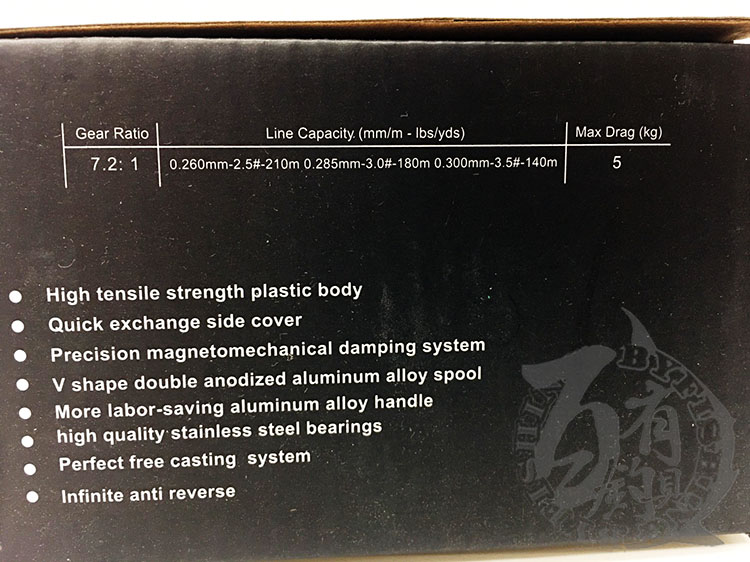 Gear Ratio Line Capacity (mm/m - lbs/yds) Max Drag (kg)
7.2: 1 0.260mm-2.5#-210m 0.285mm-3.0#-180m 0.300mm-3.5#-140m 5
High tensile strength plastic body
Quick exchange side cover
Precision magnetomechanical damping system
V shape double anodized aluminum alloy spool
More labor-saving aluminum alloy handle
high quality stainless steel bearings
Perfect free casting system
Infinite anti reverse
有